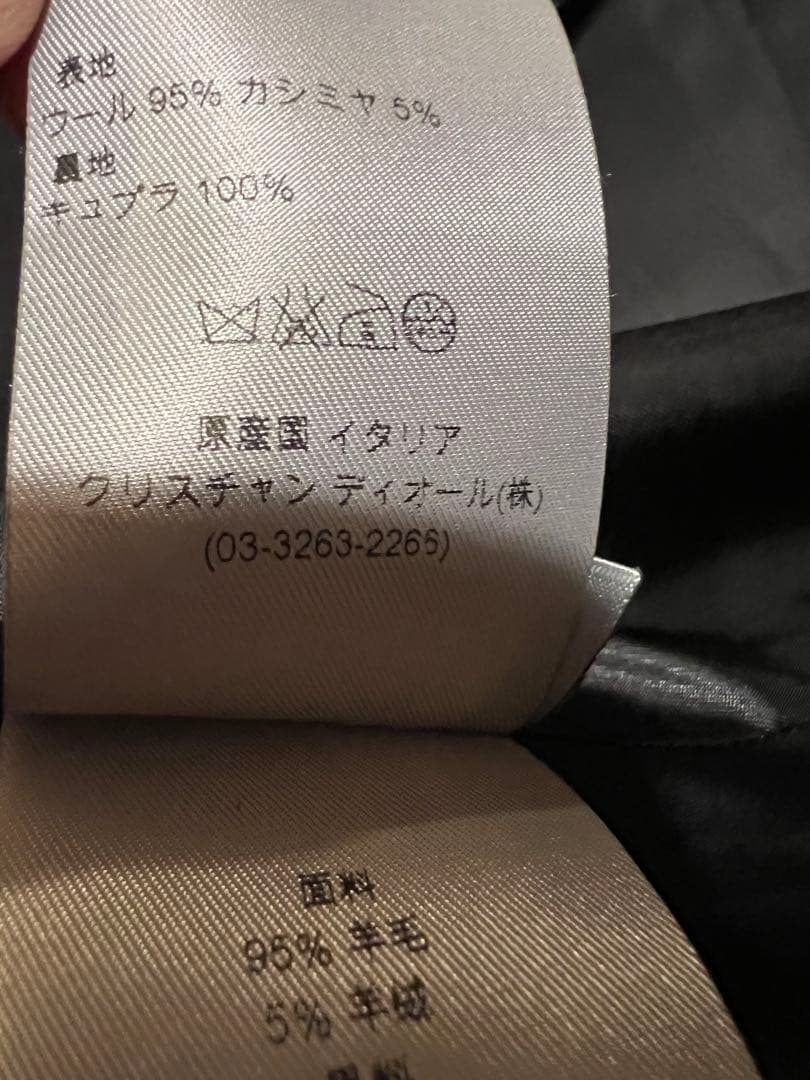 表地
ウール 95% カシミヤ 5%
裏地
キュプラ 100%
原産国 イタリア
クリスチャン ディオール(株)
(03-3263-2266)
面料
95% 羊毛
5% 羊绒